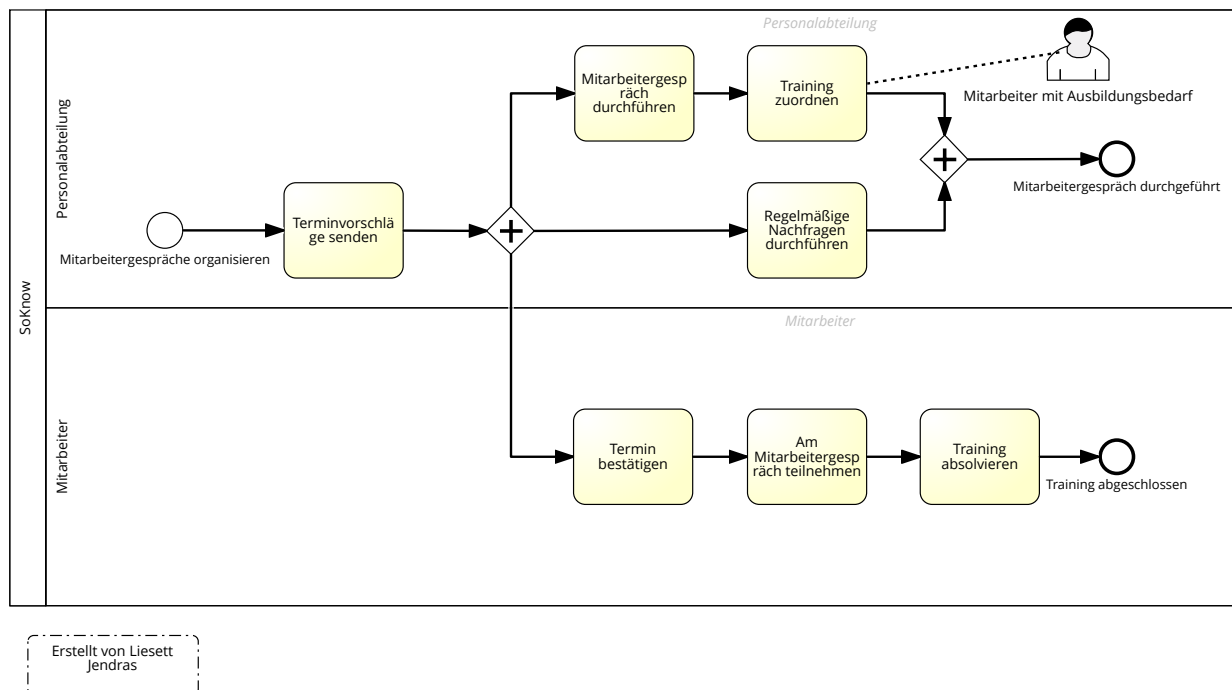 SoKnow
Personalabteilung
Personalabteilung
Mitarbeitergespräche organisieren
Terminvorschlä
ge senden
Mitarbeitergesp
räch
durchführen
Training
zuordnen
Mitarbeiter mit Ausbildungsbedarf
Regelmäßige
Nachfragen
durchführen
Mitarbeitergespräch durchgeführt
Mitarbeiter
Mitarbeiter
Termin
bestätigen
Am
Mitarbeitergesp
räch teilnehmen
Training
absolvieren
Training abgeschlossen
Erstellt von Liesett
Jendras